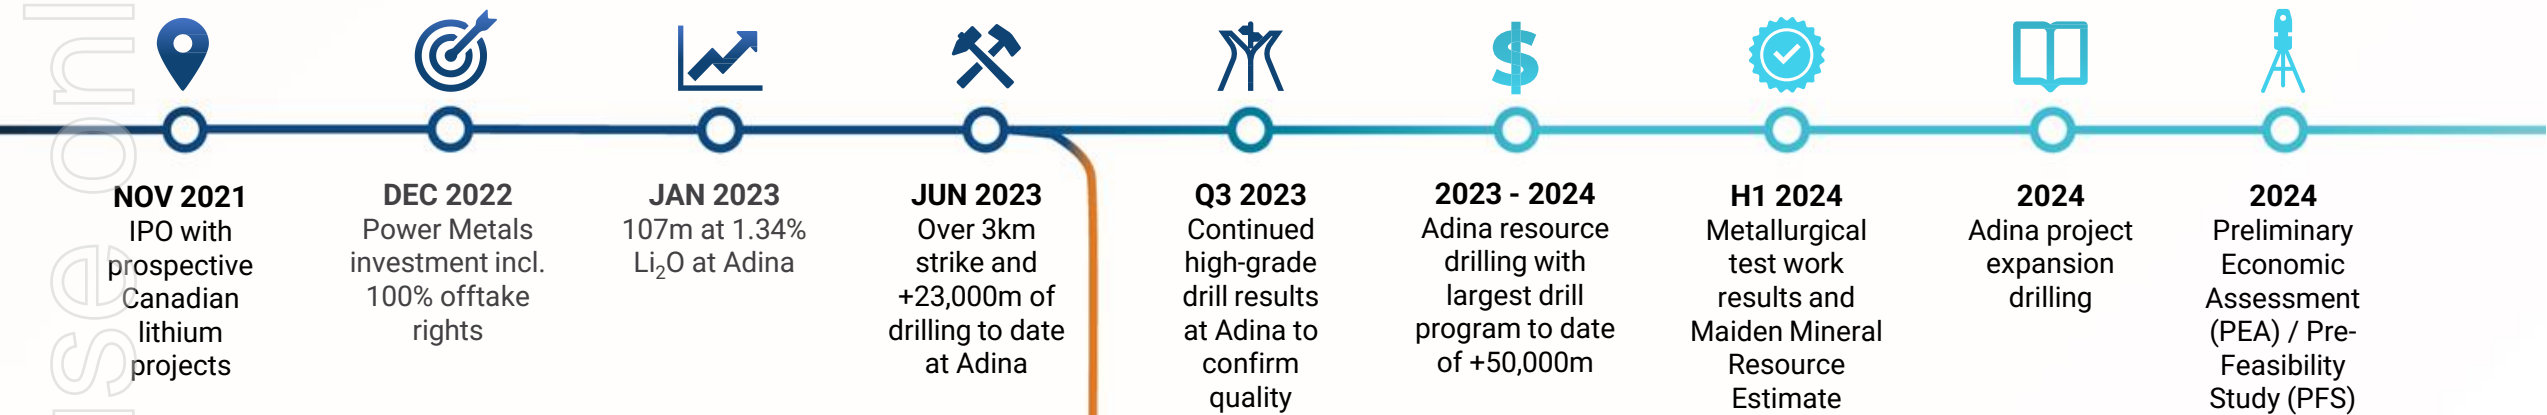 NOV 2021
IPO with
prospective
Canadian
lithium
projects
DEC 2022
Power Metals
investment incl.
100% offtake
rights
JAN 2023
107m at 1.34%
Li₂O at Adina
JUN 2023
Over 3km
strike and
+23,000m of
drilling to date
at Adina
Q3 2023
Continued
high-grade
drill results
at Adina to
confirm
quality
2023 - 2024
Adina resource
drilling with
largest drill
program to date
of +50,000m
H1 2024
Metallurgical
test work
results and
Maiden Mineral
Resource
Estimate
2024
Adina project
expansion
drilling
2024
Preliminary
Economic
Assessment
(PEA) / Pre-
Feasibility
Study (PFS)
use onl